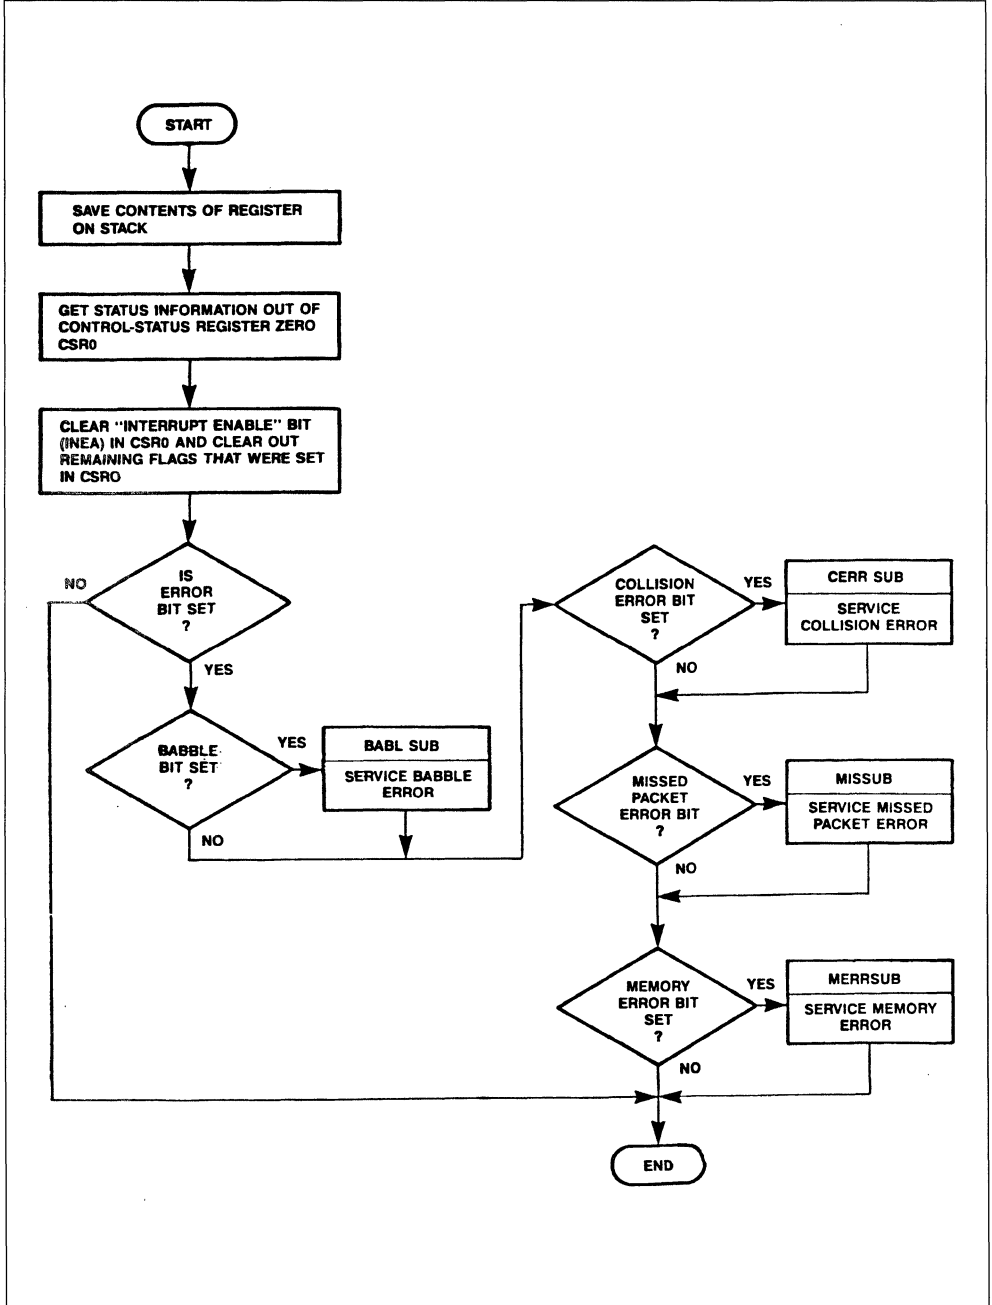 START
SAVE CONTENTS OF REGISTER
ON STACK
GET STATUS INFORMATION OUT OF
CONTROL-STATUS REGISTER ZERO
CSR0
CLEAR "INTERRUPT ENABLE" BIT
(INEA) IN CSR0 AND CLEAR OUT
REMAINING FLAGS THAT WERE SET
IN CSRO
NO
IS
ERROR
BIT SET
?
YES
BABBLE
BIT SET
?
YES
BABL SUB
SERVICE BABBLE
ERROR
NO
COLLISION
ERROR BIT
SET
?
YES
CERR SUB
SERVICE
COLLISION ERROR
NO
MISSED
PACKET
ERROR BIT
?
YES
MISSUB
SERVICE MISSED
PACKET ERROR
NO
MEMORY
ERROR BIT
SET
?
YES
MERRSUB
SERVICE MEMORY
ERROR
NO
END